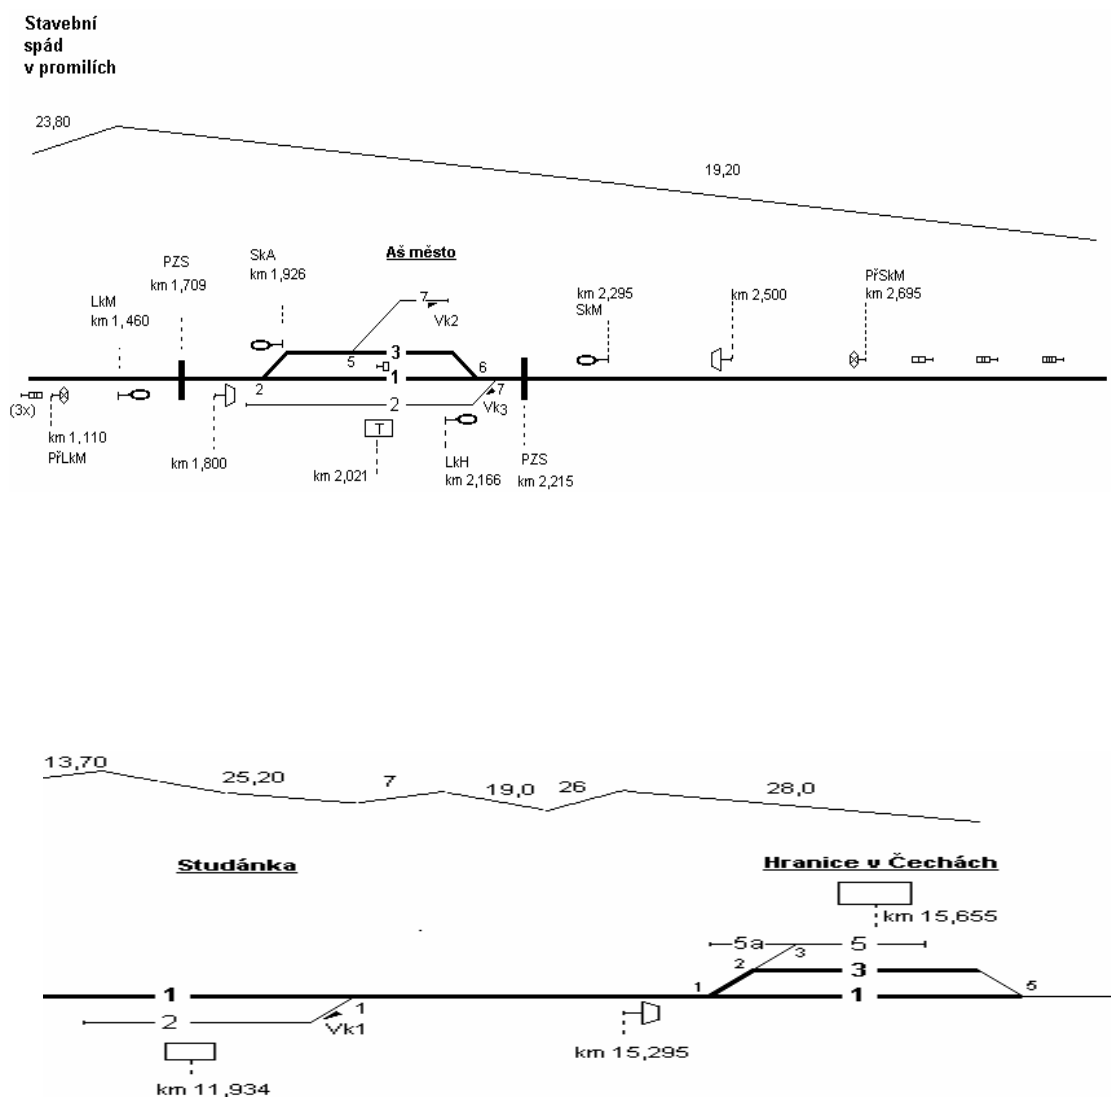 Stavební
spád
v promilích
23,80
19,20
Aš město
SkA
km 1,926
PZS
km 1,709
LkM
km 1,460
7
Vk2
km 2,295
SkM
km 2,500
PřSkM
km 2,695
3
5
6
1
2
7
Vk3
2
(3x)
km 1,110
PřLkM
km 1,800
T
km 2,021
LkH
km 2,166
PZS
km 2,215
13,70
25,20
7
19,0
26
28,0
Studánka
Hranice v Čechách
km 15,655
5a
5
3
2
3
1
1
1
5
2
1
Vk1
km 15,295
km 11,934